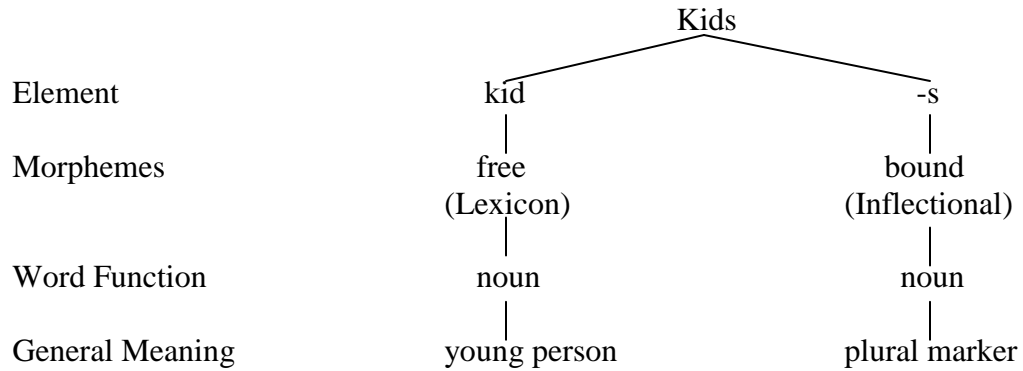 Kids
Element kid -s
Morphemes free bound
(Lexicon) (Inflectional)
Word Function noun noun
General Meaning young person plural marker